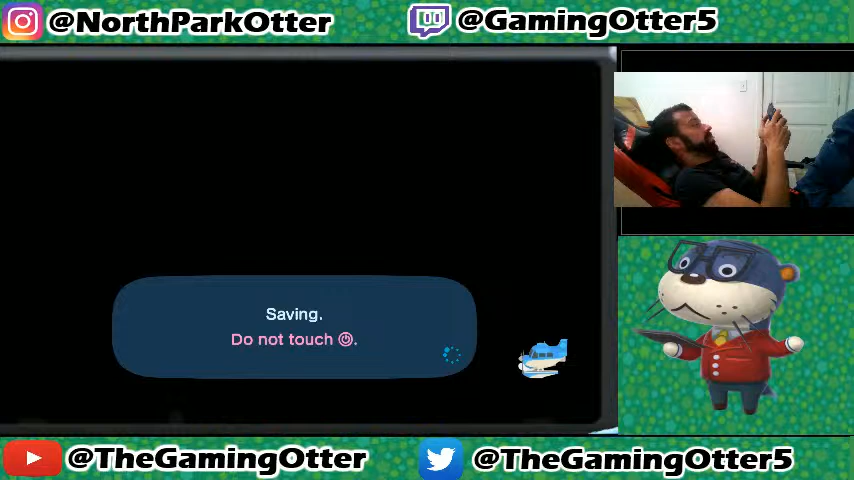 @NorthParkOtter
@GamingOtter5
Saving.
Do not touch ⏻.
@TheGamingOtter
@TheGamingOtter5